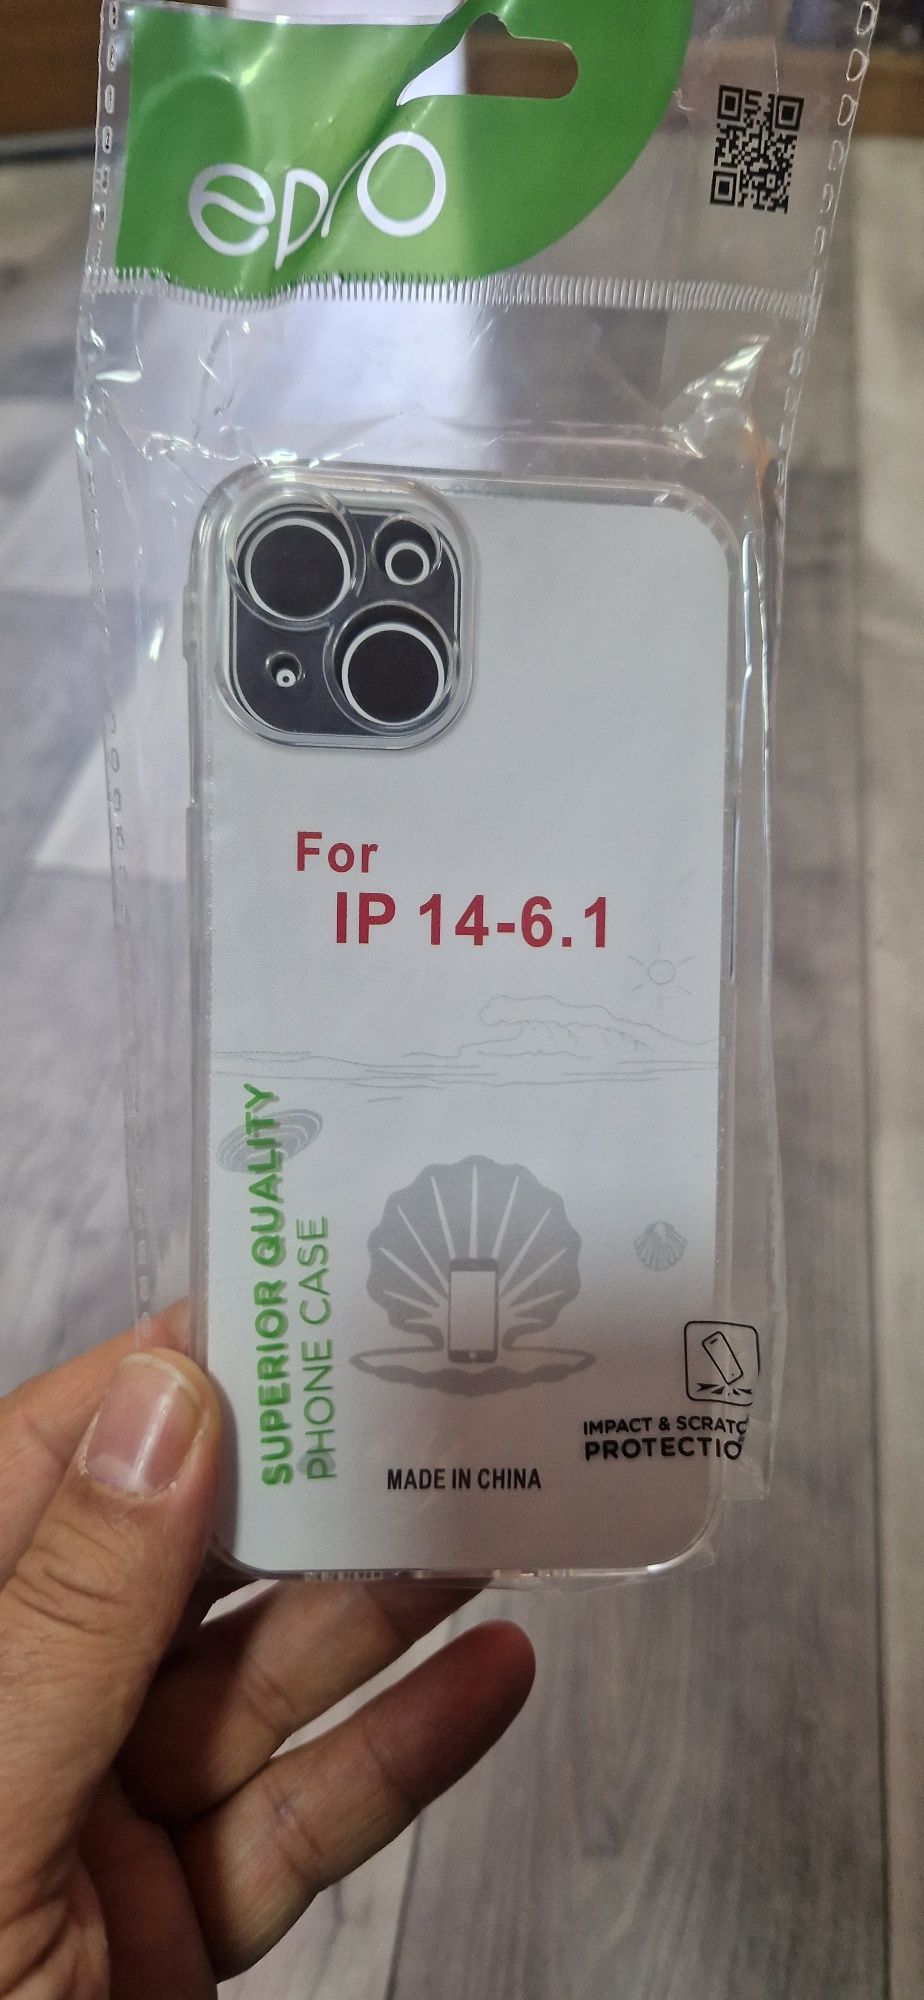 epro
For
IP 14-6.1
SUPERIOR QUALITY
PHONE CASE
IMPACT & SCRATC
PROTECTIO
MADE IN CHINA